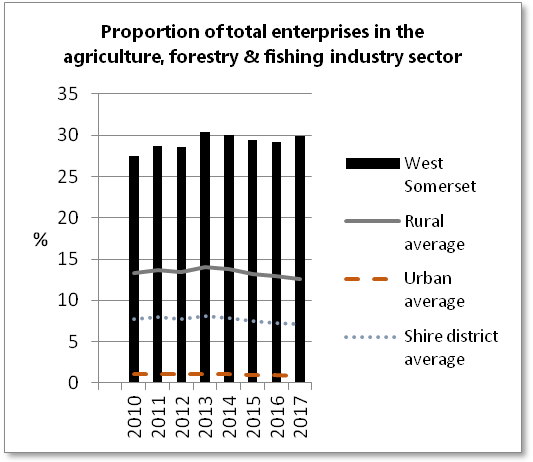 Proportion of total enterprises in the
agriculture, forestry & fishing industry sector
35
30
25
20
15
10
5
0
%
2010
2011
2012
2013
2014
2015
2016
2017
West
Somerset
Rural
average
Urban
average
Shire district
average